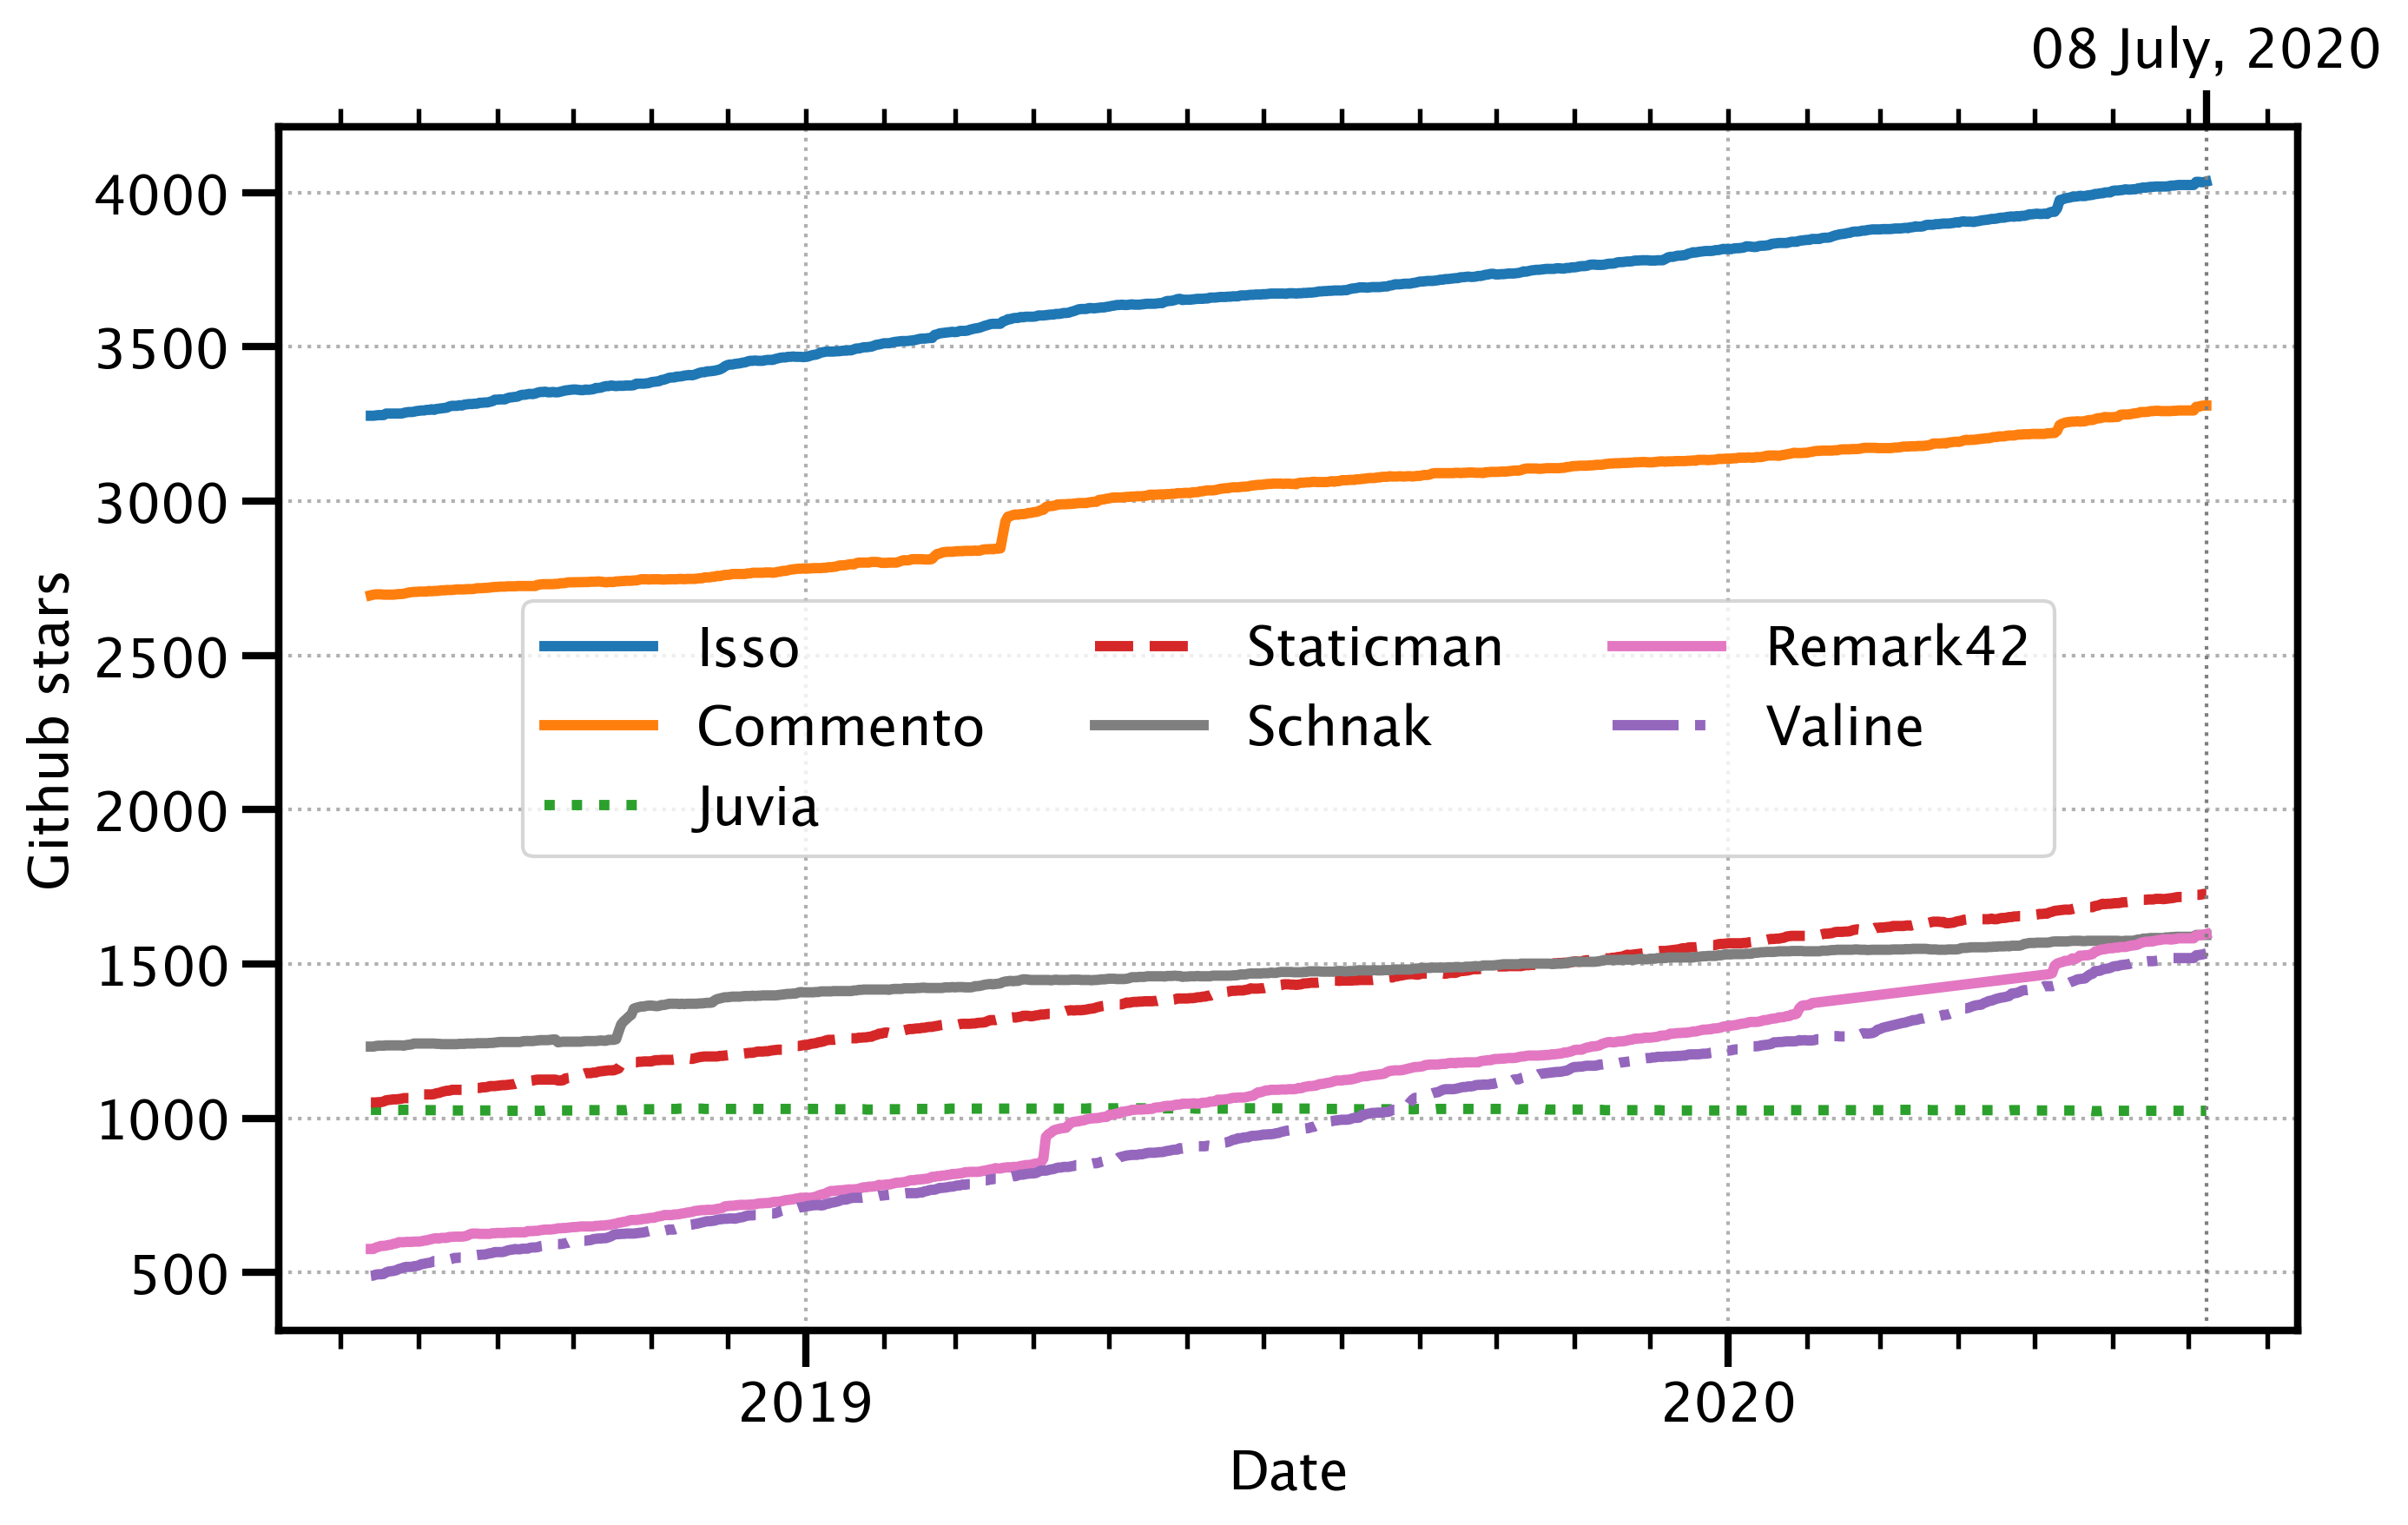 08 July, 2020
4000
3500
3000
2500
2000
1500
1000
500
Github stars
Isso
Commento
Juvia
Staticman
Schnak
Remark42
Valine
2019
2020
Date